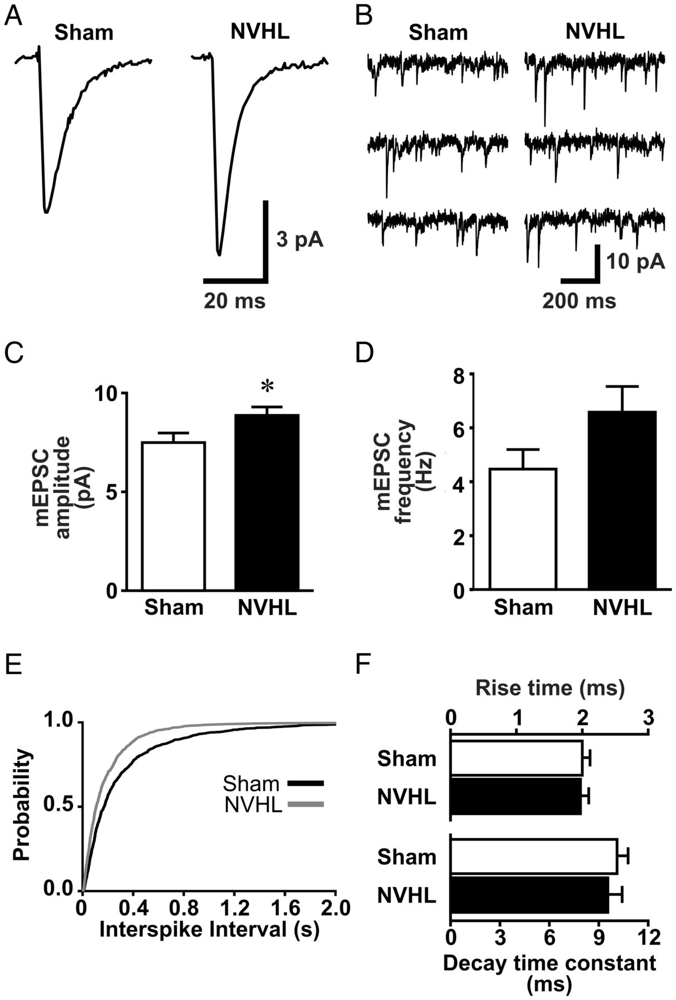 A
B
Sham
NVHL
Sham
NVHL
3 pA
20 ms
10 pA
200 ms
C
D
mEPSC
amplitude
(pA)
10
5
0
*
Sham
NVHL
mEPSC
frequency
(Hz)
8
6
4
2
0
Sham
NVHL
E
F
Probability
1.0
0.5
0.0
Sham
NVHL
0 0.4 0.8 1.2 1.6 2.0
Interspike Interval (s)
Rise time (ms)
0 1 2 3
Sham
NVHL
Sham
NVHL
0 3 6 9 12
Decay time constant
(ms)